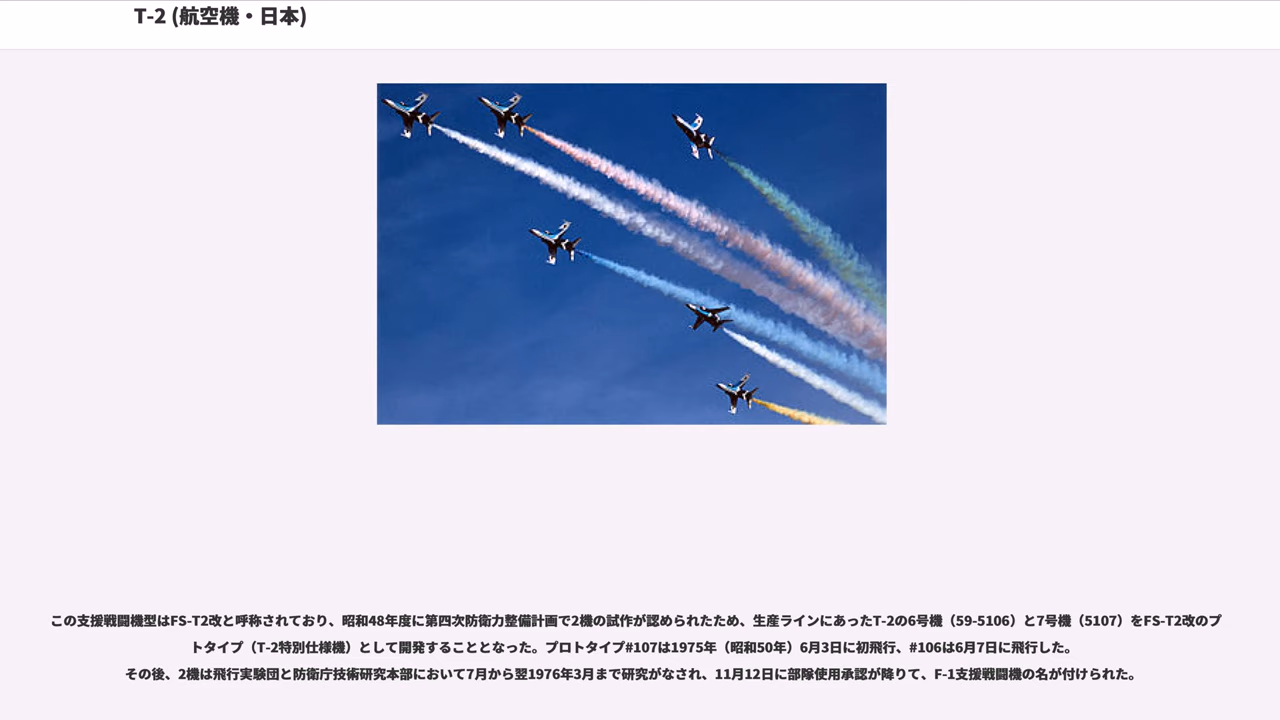 T-2 (航空機・日本)
この支援戦闘機型はFS-T2改と呼称されており、昭和48年度に第四次防衛力整備計画で2機の試作が認められたため、生産ラインにあったT-2の6号機（59-5106）と7号機（5107）をFS-T2改のプ
トタイプ（T-2特別仕様機）として開発することとなった。プロトタイプ#107は1975年（昭和50年）6月3日に初飛行、#106は6月7日に飛行した。
その後、2機は飛行実験団と防衛庁技術研究本部において7月から翌1976年3月まで研究がなされ、11月12日に部隊使用承認が降りて、F-1支援戦闘機の名が付けられた。